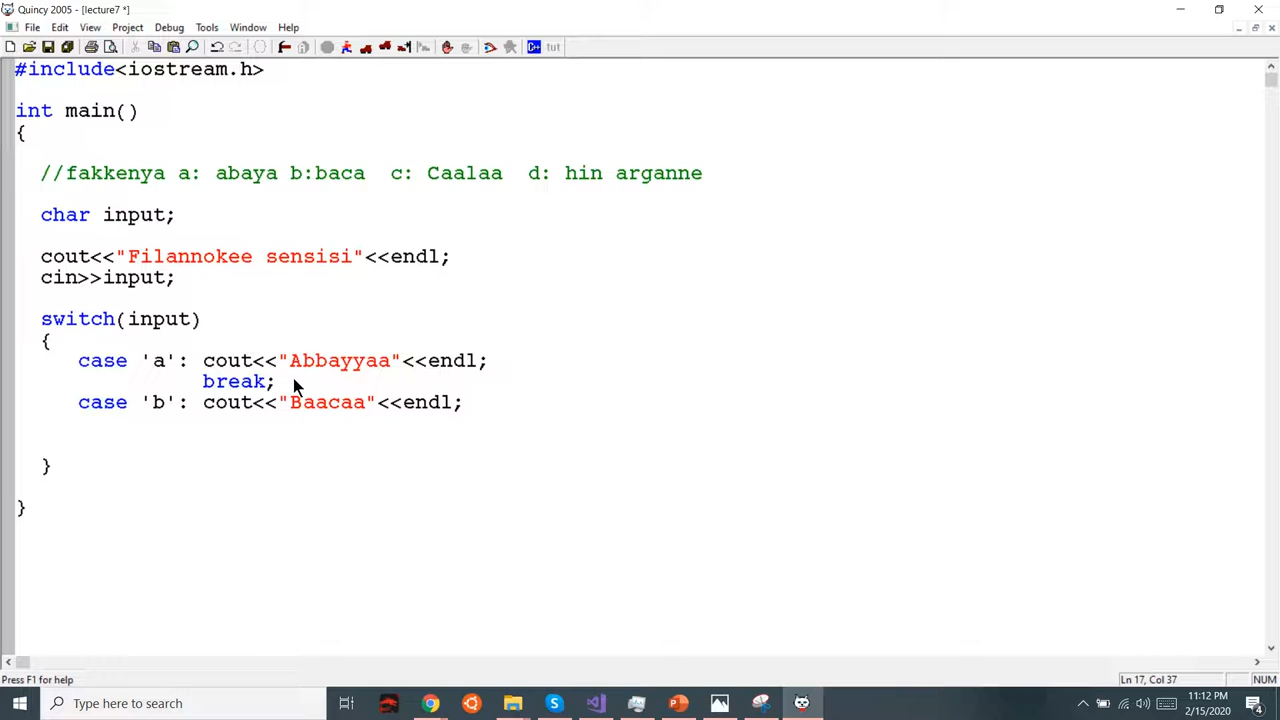 Quincy 2005 - [lecture7 *]
File Edit View Project Debug Tools Window Help
C++ tut
#include<iostream.h>
int main()
{
//fakkenya a: abaya b:baca c: Caalaa d: hin arganne
char input;
cout<<"Filannokee sensisi"<<endl;
cin>>input;
switch(input)
{
case 'a': cout<<"Abbayyaa"<<endl;
break;
case 'b': cout<<"Baacaa"<<endl;
}
}
Press F1 for help
Ln 17, Col 37
NUM
Type here to search
11:12 PM
2/15/2020